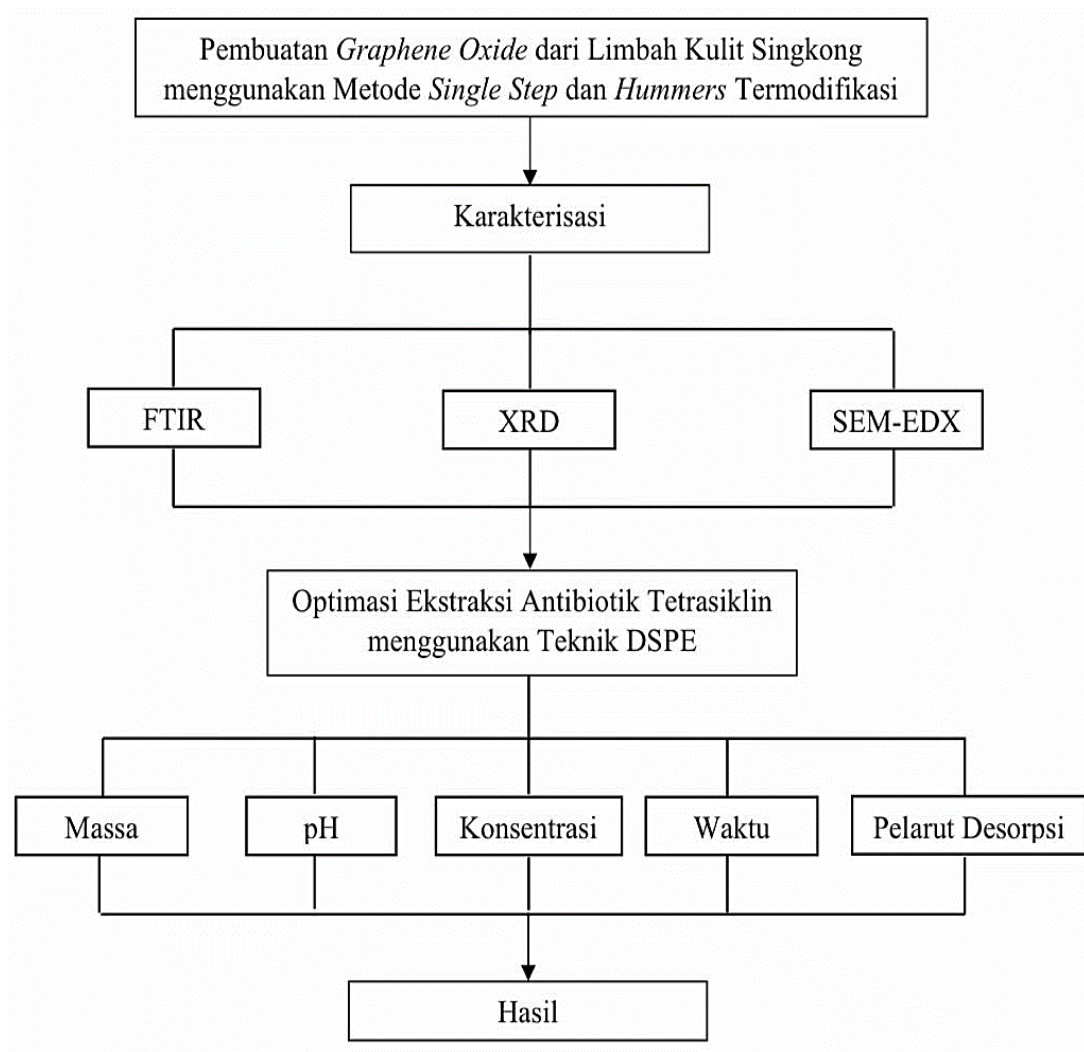 Pembuatan Graphene Oxide dari Limbah Kulit Singkong
menggunakan Metode Single Step dan Hummers Termodifikasi
Karakterisasi
FTIR
XRD
SEM-EDX
Optimasi Ekstraksi Antibiotik Tetrasiklin
menggunakan Teknik DSPE
Massa
pH
Konsentrasi
Waktu
Pelarut Desorpsi
Hasil